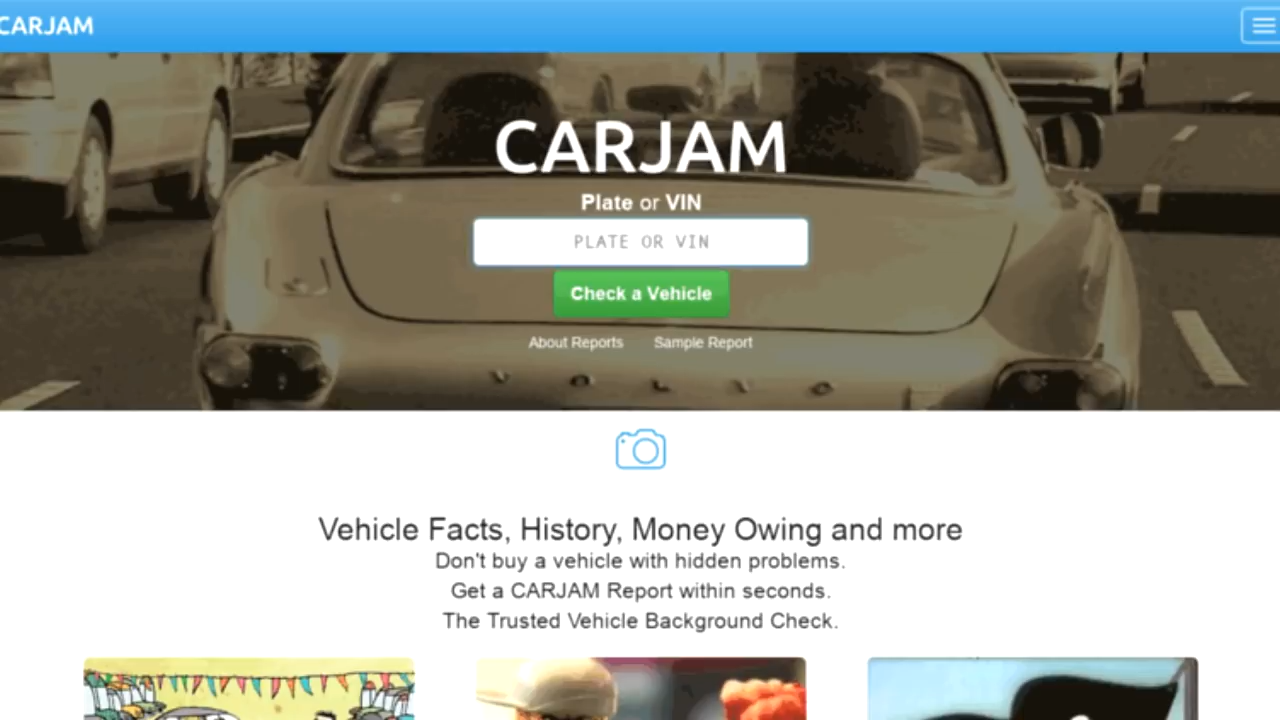 CARJAM
CARJAM
Plate or VIN
PLATE OR VIN
Check a Vehicle
About Reports Sample Report
VOLVO
Vehicle Facts, History, Money Owing and more
Don't buy a vehicle with hidden problems.
Get a CARJAM Report within seconds.
The Trusted Vehicle Background Check.